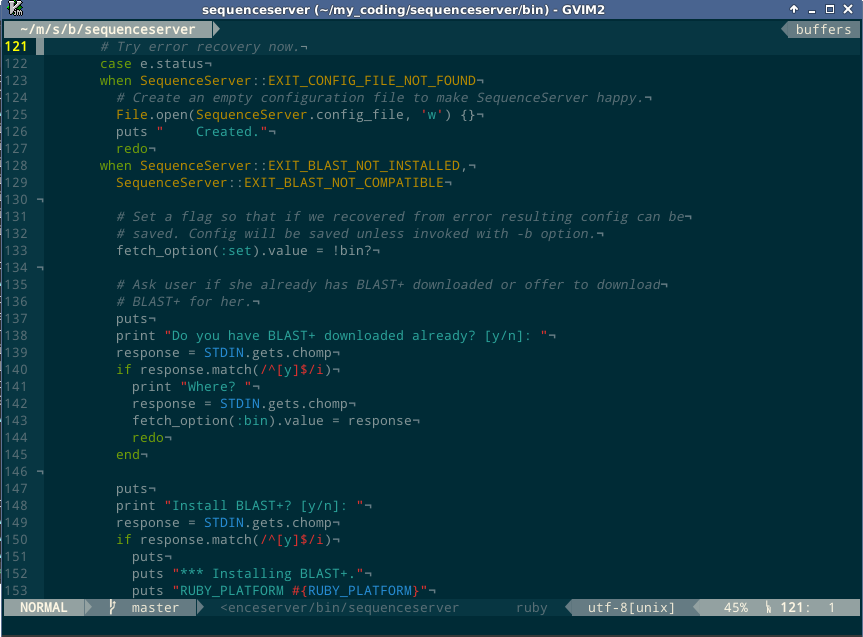 sequenceserver (~/my_coding/sequenceserver/bin) - GVIM2
~/m/s/b/sequenceserver buffers
121 # Try error recovery now.¬
122 case e.status¬
123 when SequenceServer::EXIT_CONFIG_FILE_NOT_FOUND¬
124 # Create an empty configuration file to make SequenceServer happy.¬
125 File.open(SequenceServer.config_file, 'w') {}¬
126 puts "    Created."¬
127 redo¬
128 when SequenceServer::EXIT_BLAST_NOT_INSTALLED,¬
129 SequenceServer::EXIT_BLAST_NOT_COMPATIBLE¬
130 ¬
131 # Set a flag so that if we recovered from error resulting config can be¬
132 # saved. Config will be saved unless invoked with -b option.¬
133 fetch_option(:set).value = !bin?¬
134 ¬
135 # Ask user if she already has BLAST+ downloaded or offer to download¬
136 # BLAST+ for her.¬
137 puts¬
138 print "Do you have BLAST+ downloaded already? [y/n]: "¬
139 response = STDIN.gets.chomp¬
140 if response.match(/^[y]$/i)¬
141 print "Where? "¬
142 response = STDIN.gets.chomp¬
143 fetch_option(:bin).value = response¬
144 redo¬
145 end¬
146 ¬
147 puts¬
148 print "Install BLAST+? [y/n]: "¬
149 response = STDIN.gets.chomp¬
150 if response.match(/^[y]$/i)¬
151 puts¬
152 puts "*** Installing BLAST+."¬
153 puts "RUBY_PLATFORM #{RUBY_PLATFORM}"¬
NORMAL master <enceserver/bin/sequenceserver ruby utf-8[unix] 45% 121: 1